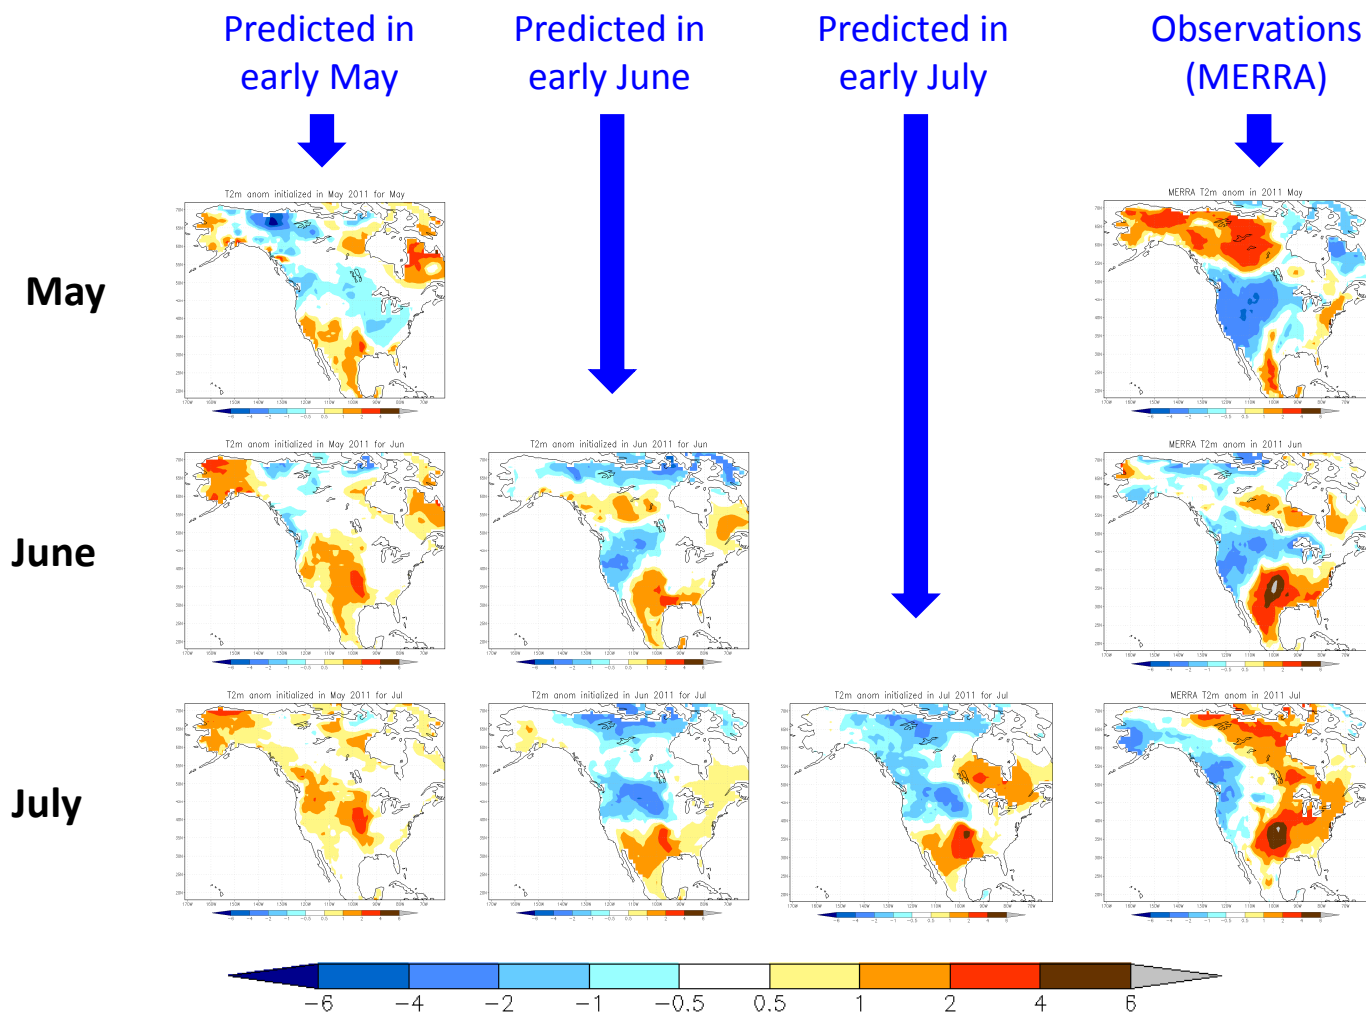 Predicted in
early May
Predicted in
early June
Predicted in
early July
Observations
(MERRA)
May
T2m anom initialized in May 2011 for May
MERRA T2m anom in 2011 May
June
T2m anom initialized in May 2011 for Jun
T2m anom initialized in Jun 2011 for Jun
MERRA T2m anom in 2011 Jun
July
T2m anom initialized in May 2011 for Jul
T2m anom initialized in Jun 2011 for Jul
T2m anom initialized in Jul 2011 for Jul
MERRA T2m anom in 2011 Jul
−6 −4 −2 −1 −0.5 0.5 1 2 4 6